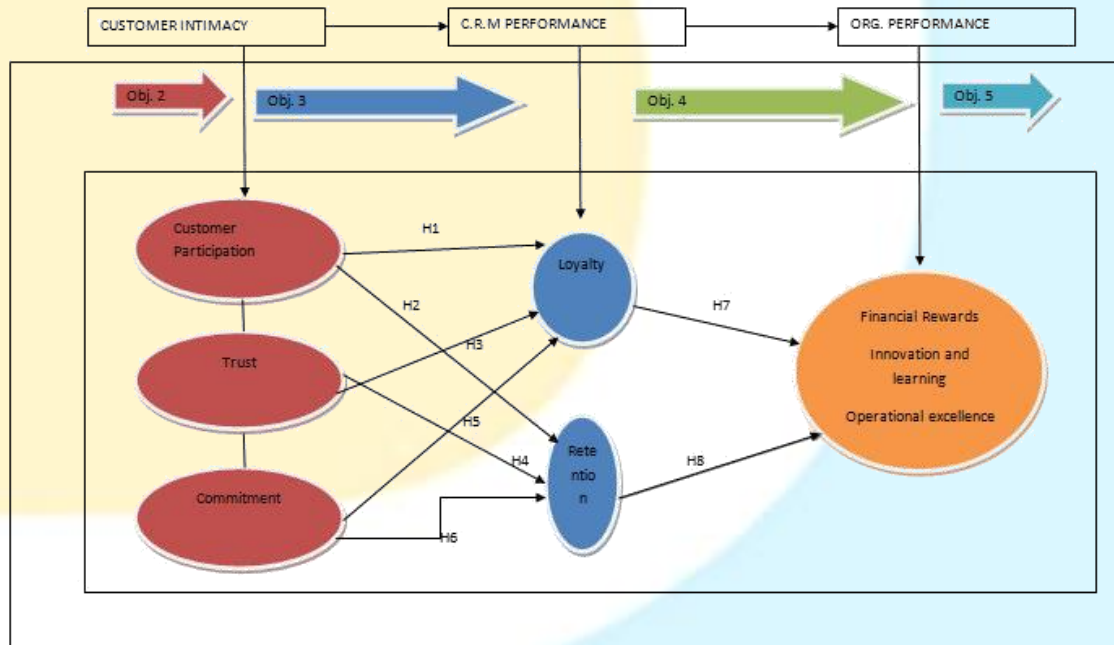 CUSTOMER INTIMACY
C.R.M PERFORMANCE
ORG. PERFORMANCE
Obj. 2
Obj. 3
Obj. 4
Obj. 5
Customer
Participation
H1
Loyalty
H2
H7
Financial Rewards
Innovation and
learning
Operational excellence
Trust
H3
H5
H4
Rete
ntio
n
H8
Commitment
H6